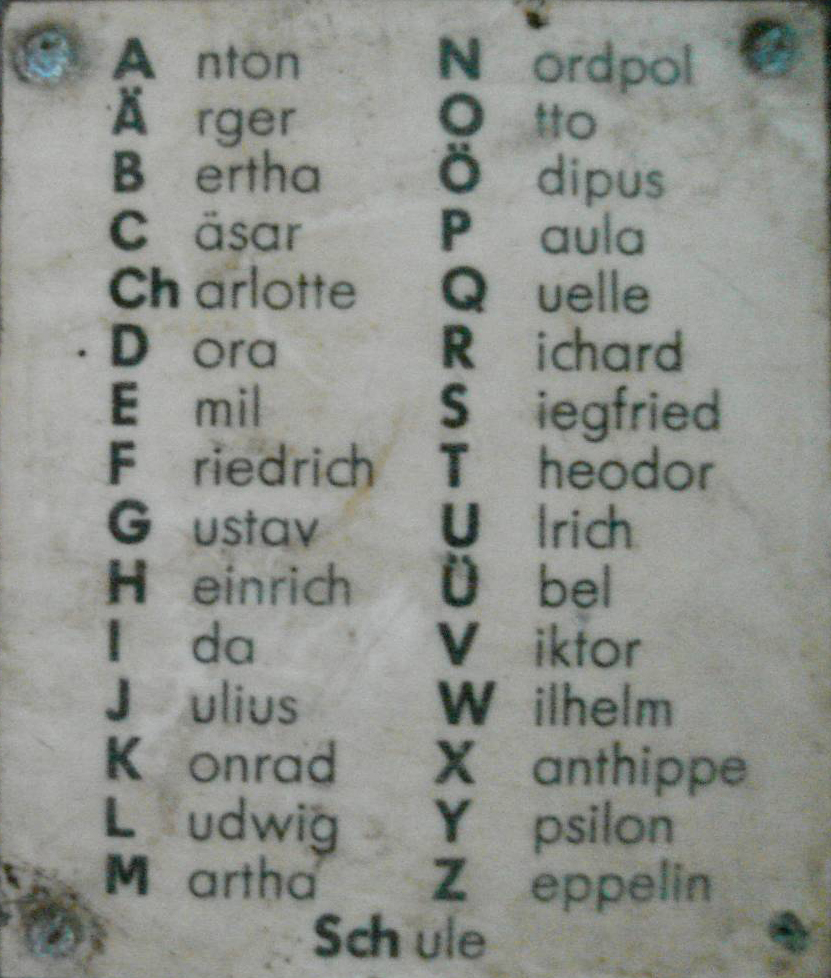 A nton
Ä rger
B ertha
C äsar
Ch arlotte
D ora
E mil
F riedrich
G ustav
H einrich
I da
J ulius
K onrad
L udwig
M artha
N ordpol
O tto
Ö dipus
P aula
Q uelle
R ichard
S iegfried
T heodor
U lrich
Ü bel
V iktor
W ilhelm
X anthippe
Y psilon
Z eppelin
Sch ule